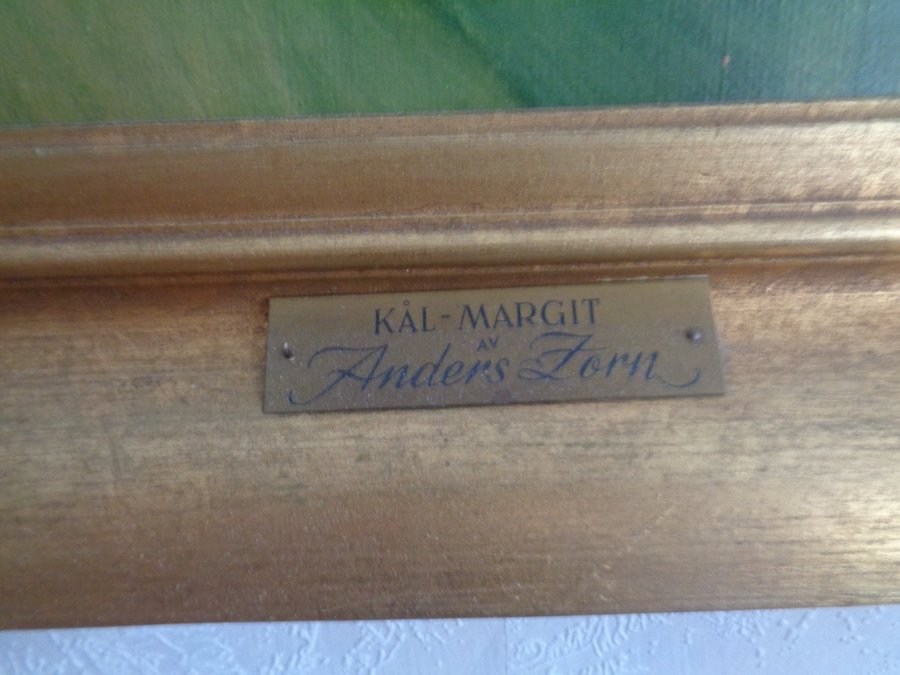 KÅL-MARGIT
AV
Anders Zorn